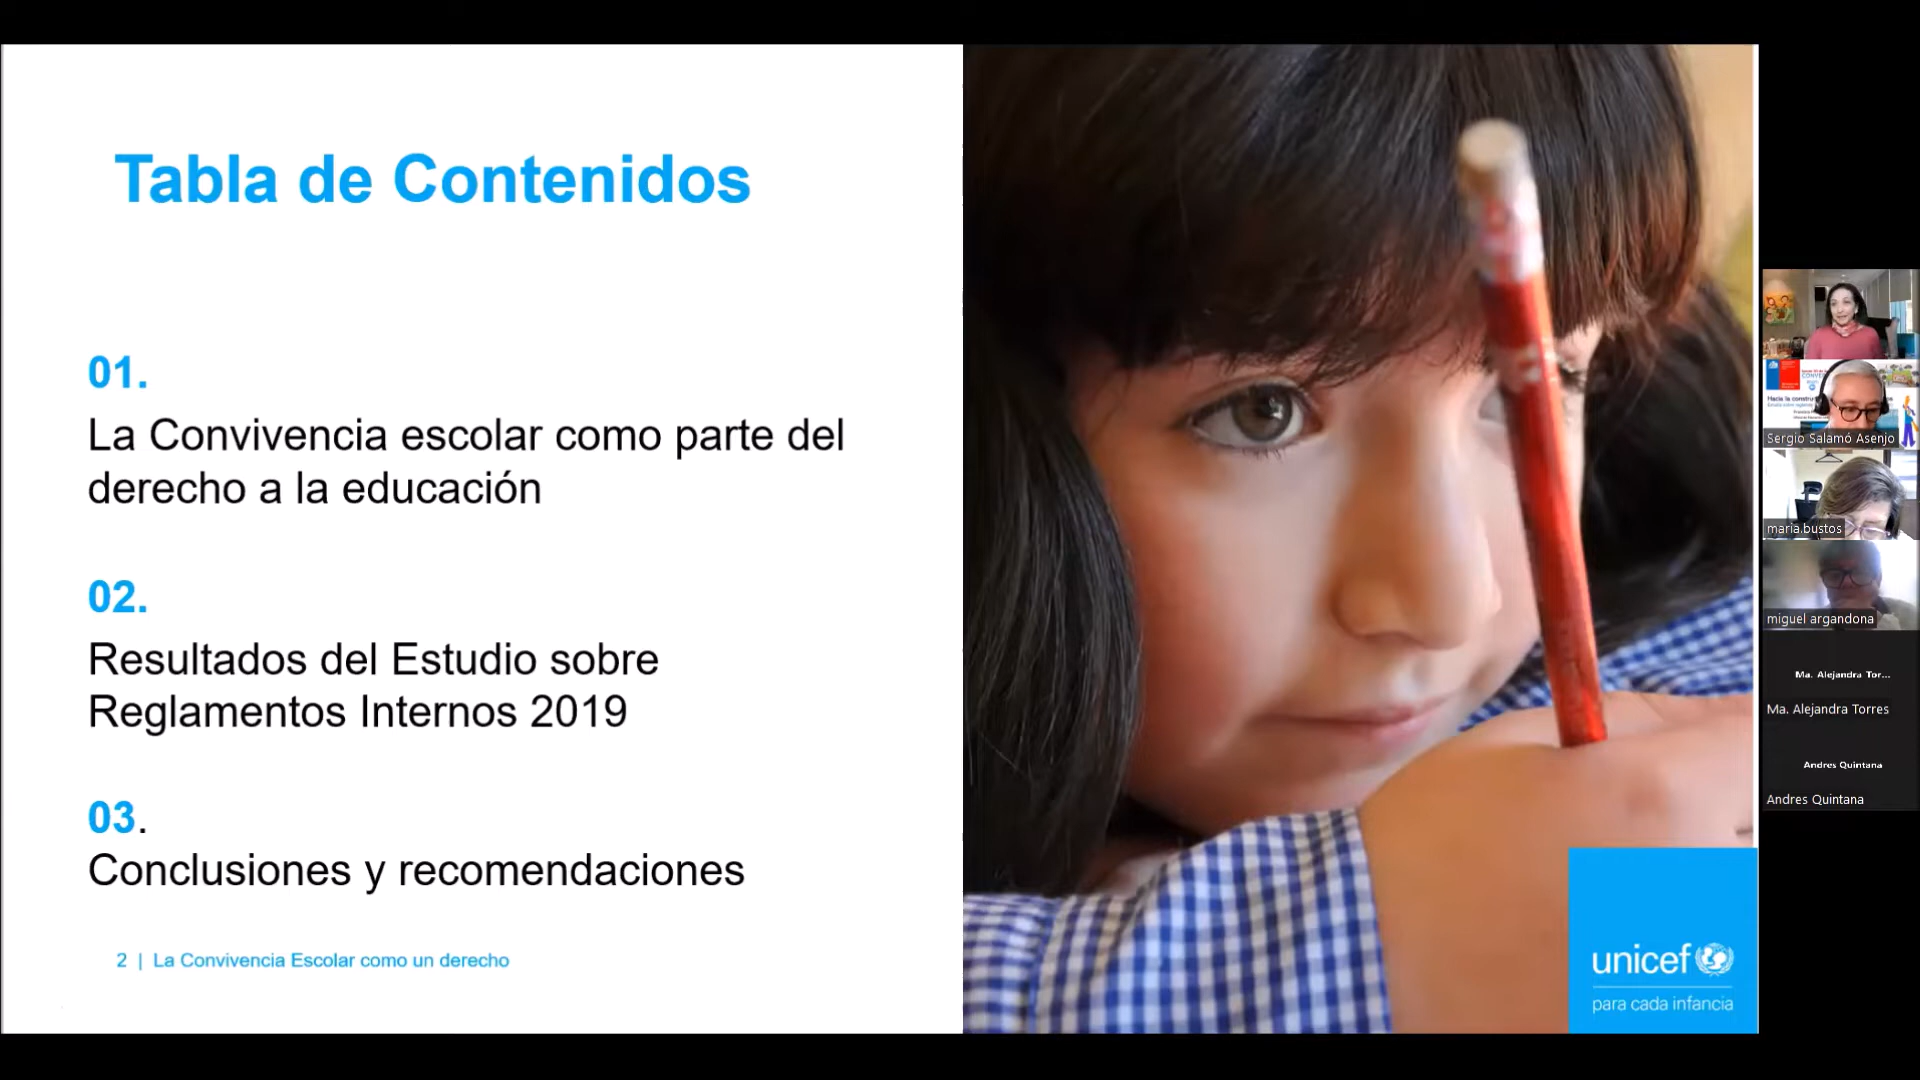 Tabla de Contenidos
01.
La Convivencia escolar como parte del
derecho a la educación
02.
Resultados del Estudio sobre
Reglamentos Internos 2019
03.
Conclusiones y recomendaciones
2 | La Convivencia Escolar como un derecho
unicef
para cada infancia
Sergio Salamó Asenjo
maria.bustos
miguel argandona
Ma. Alejandra Tor...
Ma. Alejandra Torres
Andres Quintana
Andres Quintana